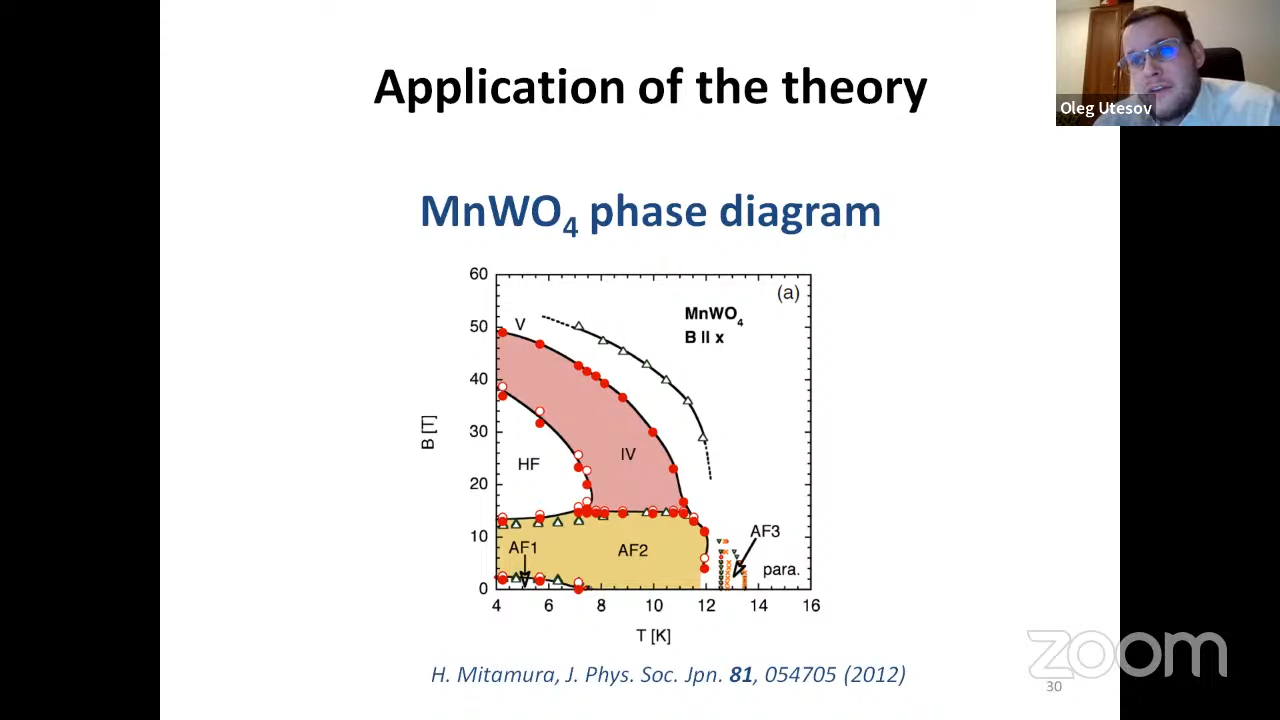 Application of the theory
Oleg Utesov
MnWO4 phase diagram
60
50
40
30
20
10
0
B [T]
(a)
MnWO4
B || x
V
IV
HF
AF1
AF2
AF3
para.
4 6 8 10 12 14 16
T [K]
H. Mitamura, J. Phys. Soc. Jpn. 81, 054705 (2012)
zoom
30